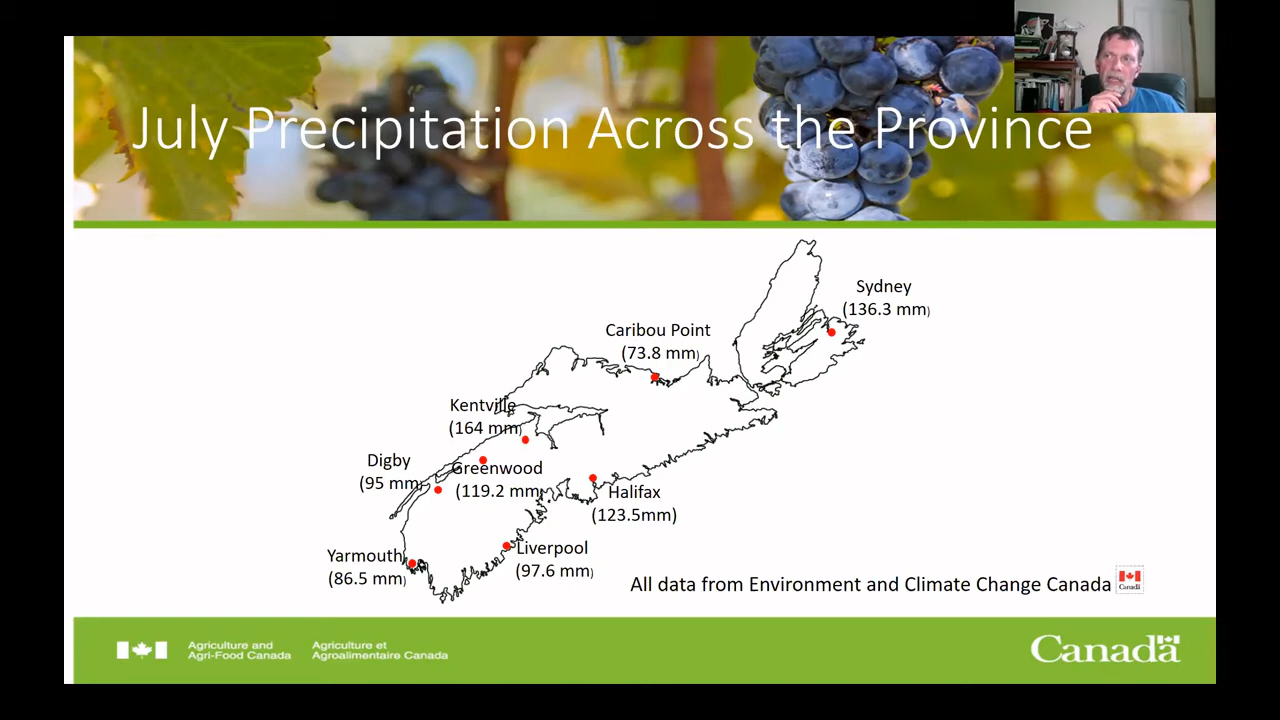 July Precipitation Across the Province
Sydney
(136.3 mm)
Caribou Point
(73.8 mm)
Kentville
(164 mm)
Digby
(95 mm)
Greenwood
(119.2 mm)
Halifax
(123.5mm)
Yarmouth
(86.5 mm)
Liverpool
(97.6 mm)
All data from Environment and Climate Change Canada
Canada
Agriculture and
Agri-Food Canada
Agriculture et
Agroalimentaire Canada
Canada